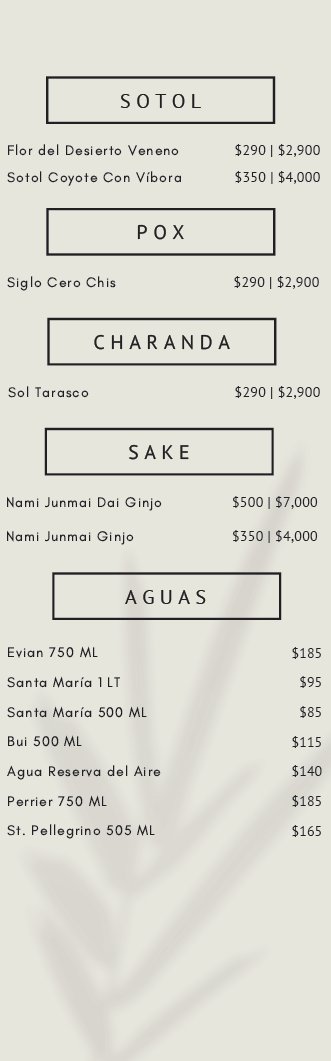 SOTOL
Flor del Desierto Veneno $290 | $2,900
Sotol Coyote Con Víbora $350 | $4,000
POX
Siglo Cero Chis $290 | $2,900
CHARANDA
Sol Tarasco $290 | $2,900
SAKE
Nami Junmai Dai Ginjo $500 | $7,000
Nami Junmai Ginjo $350 | $4,000
AGUAS
Evian 750 ML $185
Santa María 1 LT $95
Santa María 500 ML $85
Bui 500 ML $115
Agua Reserva del Aire $140
Perrier 750 ML $185
St. Pellegrino 505 ML $165